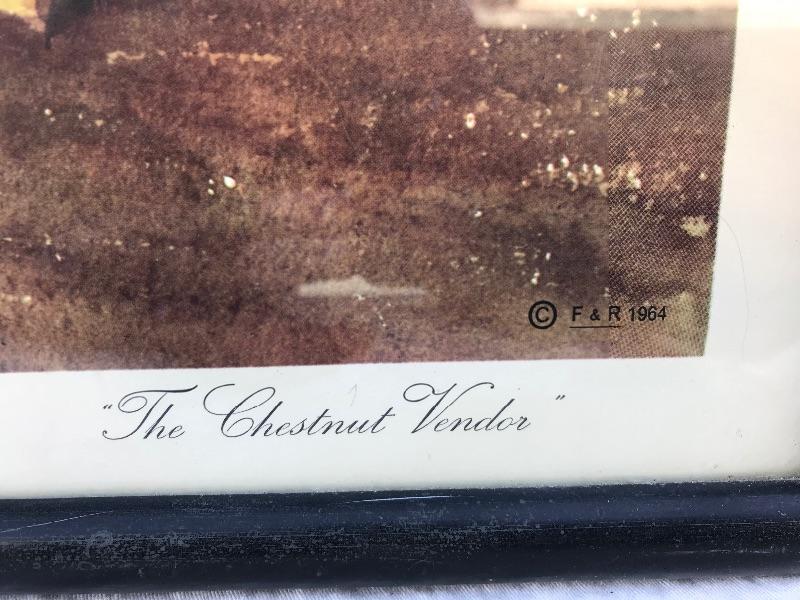 © F & R 1964
"The Chestnut Vendor"